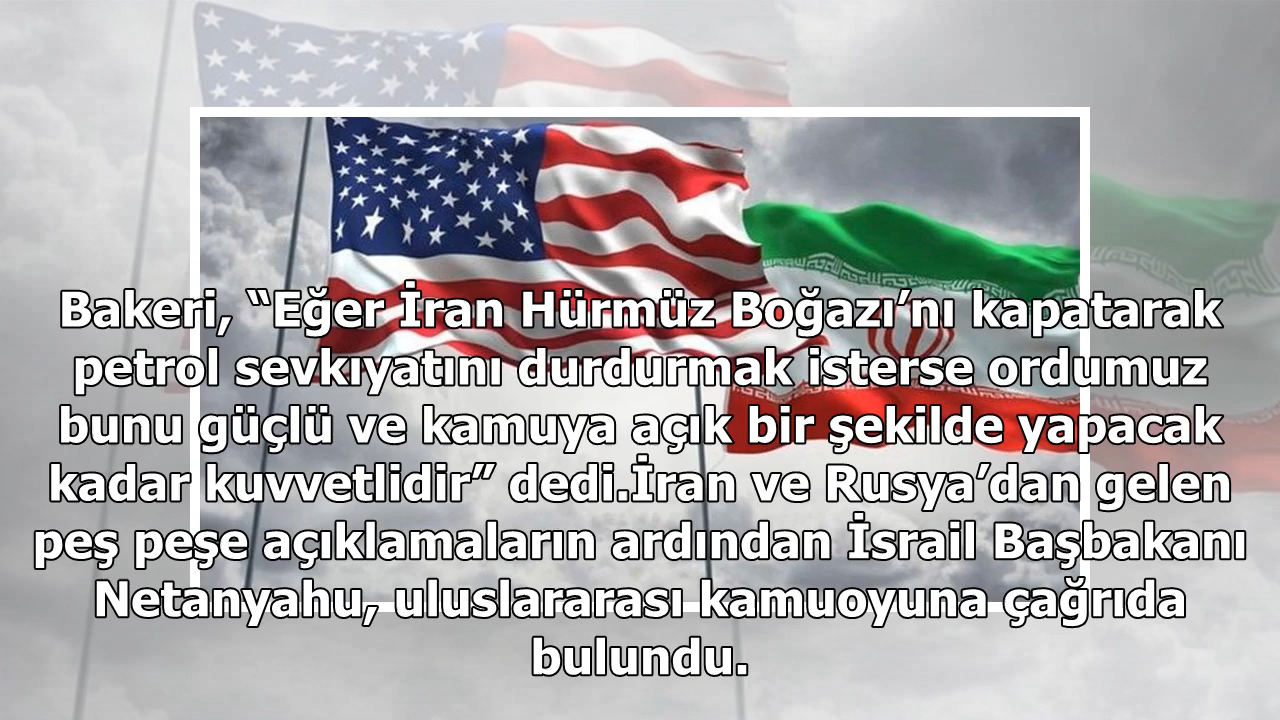 Bakeri, “Eğer İran Hürmüz Boğazı’nı kapatarak
petrol sevkıyatını durdurmak isterse ordumuz
bunu güçlü ve kamuya açık bir şekilde yapacak
kadar kuvvetlidir” dedi.İran ve Rusya’dan gelen
peş peşe açıklamaların ardından İsrail Başbakanı
Netanyahu, uluslararası kamuoyuna çağrıda
bulundu.